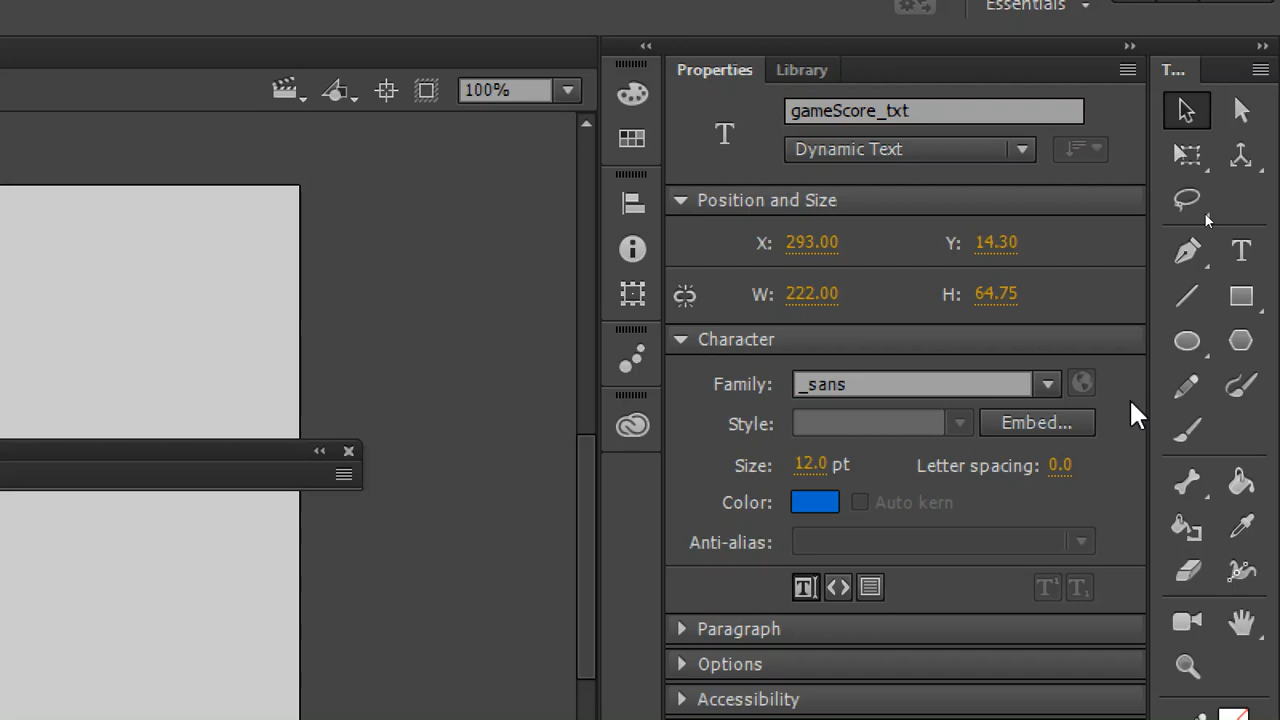 Essentials
100%
Properties
Library
T...
gameScore_txt
Dynamic Text
Position and Size
X: 293.00 Y: 14.30
W: 222.00 H: 64.75
Character
Family: _sans
Style: Embed...
Size: 12.0 pt Letter spacing: 0.0
Color: Auto kern
Anti-alias:
Paragraph
Options
Accessibility